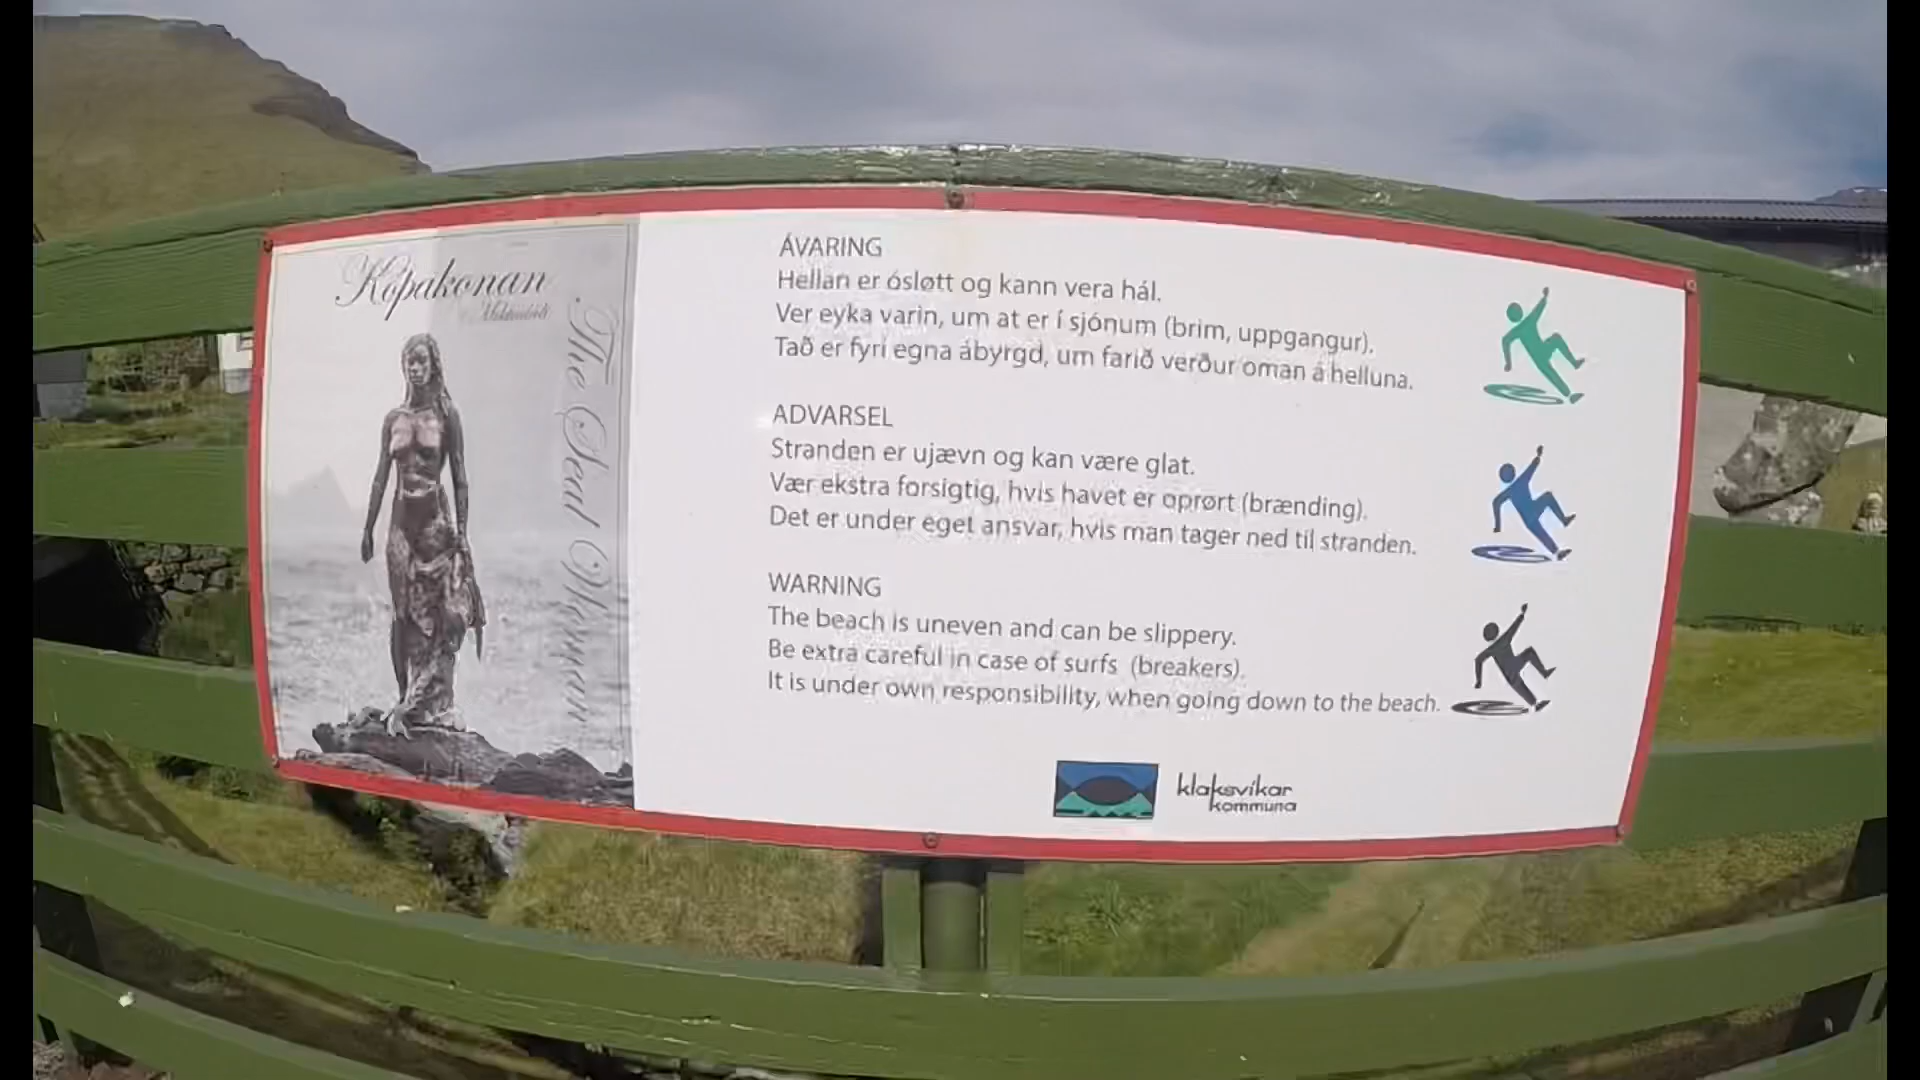 Kópakonan
The Seal Woman
ÁVARING
Hellan er ósløtt og kann vera hál.
Ver eyka varin, um at er í sjónum (brim, uppgangur).
Tað er fyri egna ábyrgd, um farið verður oman á helluna.
ADVARSEL
Stranden er ujævn og kan være glat.
Vær ekstra forsigtig, hvis havet er oprørt (brænding).
Det er under eget ansvar, hvis man tager ned til stranden.
WARNING
The beach is uneven and can be slippery.
Be extra careful in case of surfs (breakers).
It is under own responsibility, when going down to the beach.
klaksvíkar
kommuna